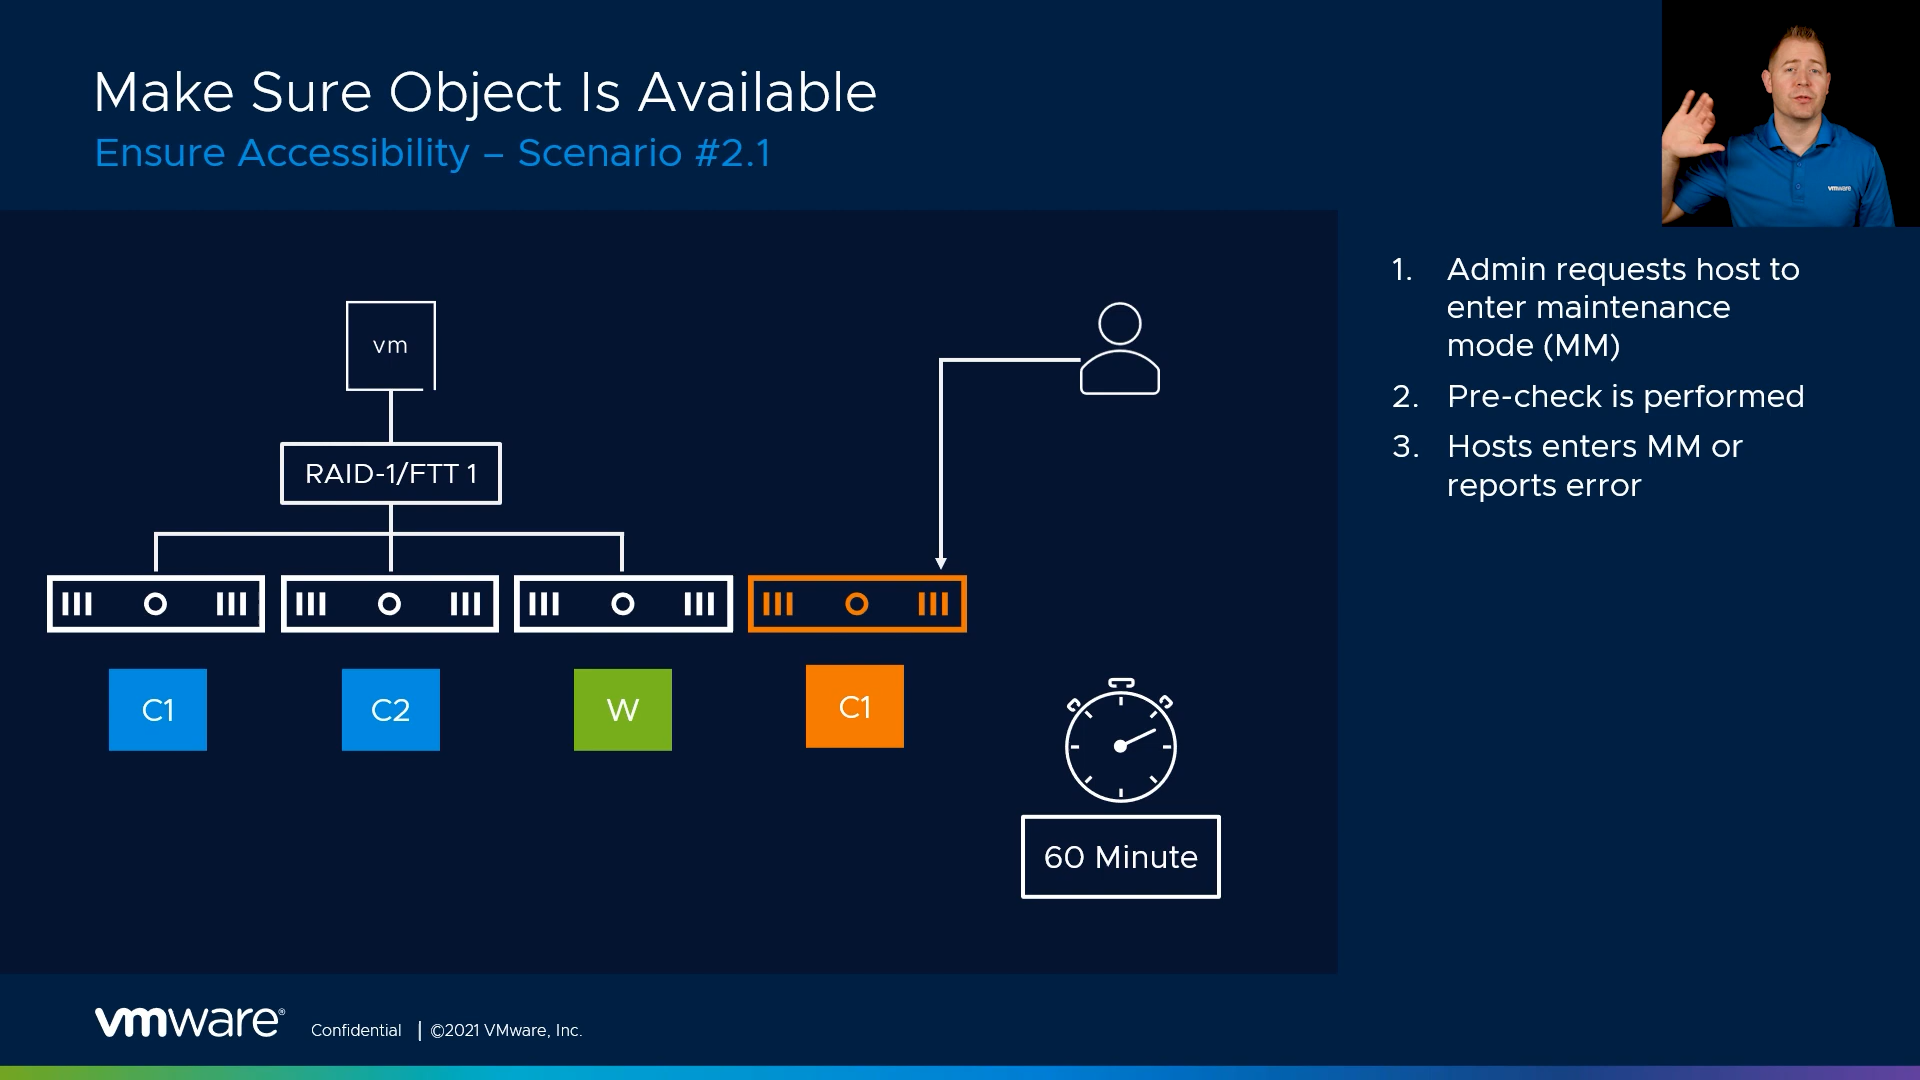 Make Sure Object Is Available
Ensure Accessibility – Scenario #2.1
vmware
1. Admin requests host to
enter maintenance
mode (MM)
2. Pre-check is performed
3. Hosts enters MM or
reports error
vm
RAID-1/FTT 1
C1
C2
W
C1
60 Minute
vmware®
Confidential | ©2021 VMware, Inc.